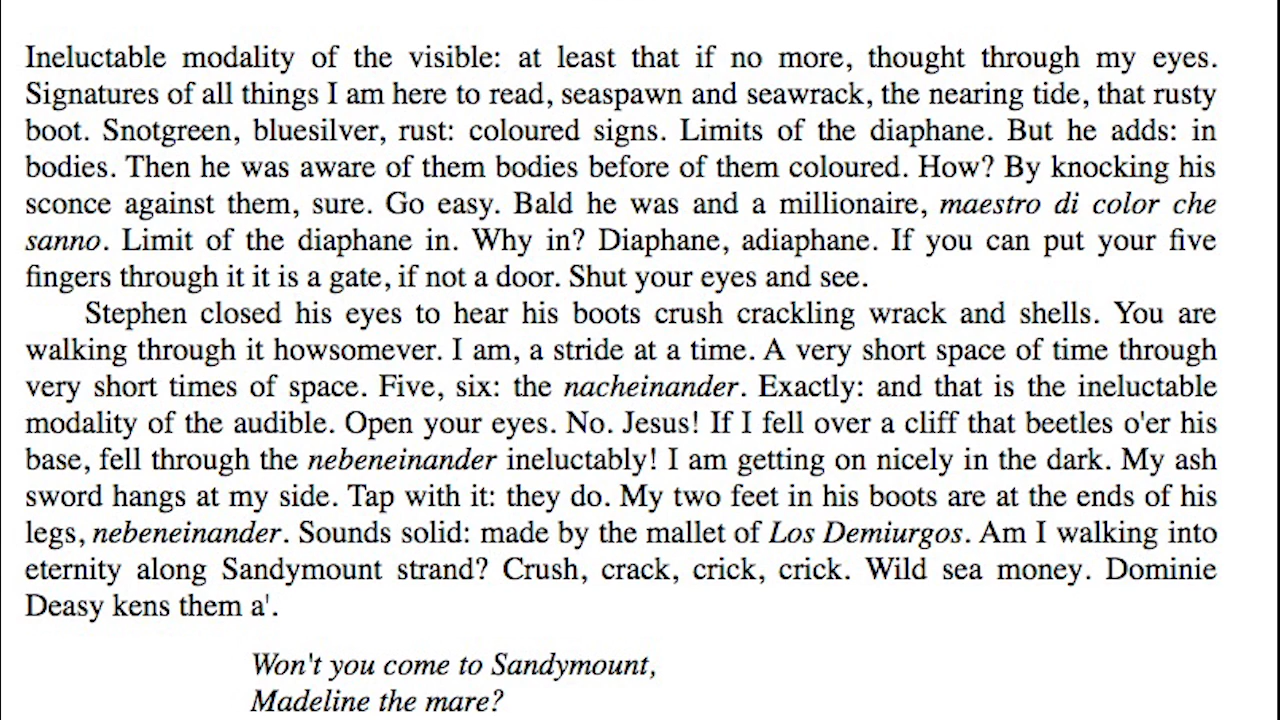 Ineluctable modality of the visible: at least that if no more, thought through my eyes.
Signatures of all things I am here to read, seaspawn and seawrack, the nearing tide, that rusty
boot. Snotgreen, bluesilver, rust: coloured signs. Limits of the diaphane. But he adds: in
bodies. Then he was aware of them bodies before of them coloured. How? By knocking his
sconce against them, sure. Go easy. Bald he was and a millionaire, maestro di color che
sanno. Limit of the diaphane in. Why in? Diaphane, adiaphane. If you can put your five
fingers through it it is a gate, if not a door. Shut your eyes and see.
Stephen closed his eyes to hear his boots crush crackling wrack and shells. You are
walking through it howsomever. I am, a stride at a time. A very short space of time through
very short times of space. Five, six: the nacheinander. Exactly: and that is the ineluctable
modality of the audible. Open your eyes. No. Jesus! If I fell over a cliff that beetles o'er his
base, fell through the nebeneinander ineluctably! I am getting on nicely in the dark. My ash
sword hangs at my side. Tap with it: they do. My two feet in his boots are at the ends of his
legs, nebeneinander. Sounds solid: made by the mallet of Los Demiurgos. Am I walking into
eternity along Sandymount strand? Crush, crack, crick, crick. Wild sea money. Dominie
Deasy kens them a'.
Won't you come to Sandymount,
Madeline the mare?